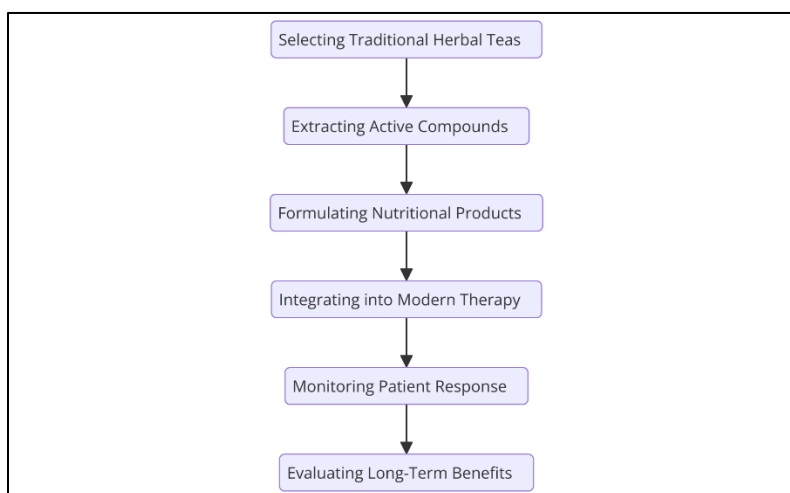 Selecting Traditional Herbal Teas
Extracting Active Compounds
Formulating Nutritional Products
Integrating into Modern Therapy
Monitoring Patient Response
Evaluating Long-Term Benefits